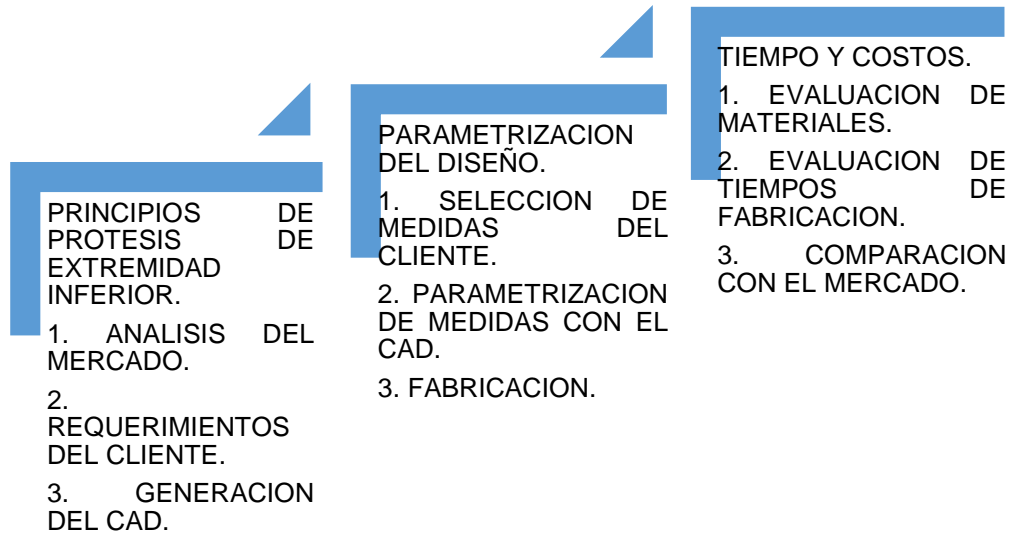 PRINCIPIOS DE
PROTESIS DE
EXTREMIDAD
INFERIOR.
1. ANALISIS DEL
MERCADO.
2.
REQUERIMIENTOS
DEL CLIENTE.
3. GENERACION
DEL CAD.
PARAMETRIZACION
DEL DISEÑO.
1. SELECCION DE
MEDIDAS DEL
CLIENTE.
2. PARAMETRIZACION
DE MEDIDAS CON EL
CAD.
3. FABRICACION.
TIEMPO Y COSTOS.
1. EVALUACION DE
MATERIALES.
2. EVALUACION DE
TIEMPOS DE
FABRICACION.
3. COMPARACION
CON EL MERCADO.